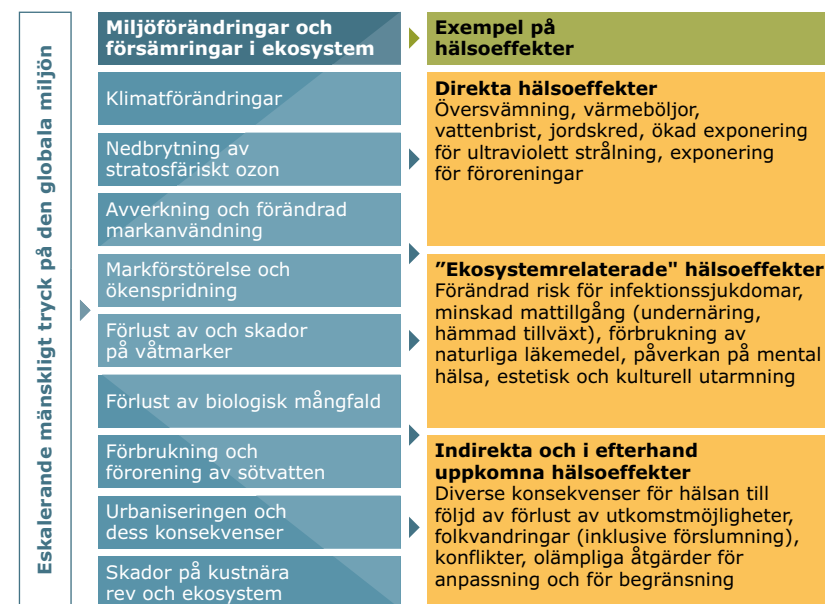 Eskalerande mänskligt tryck på den globala miljön
Miljöförändringar och
försämringar i ekosystem
Klimatförändringar
Nedbrytning av
stratosfäriskt ozon
Avverkning och förändrad
markanvändning
Markförstörelse och
ökenspridning
Förlust av och skador
på våtmarker
Förlust av biologisk mångfald
Förbrukning och
förorening av sötvatten
Urbaniseringen och
dess konsekvenser
Skador på kustnära
rev och ekosystem
Exempel på
hälsoeffekter
Direkta hälsoeffekter
Översvämning, värmeböljor,
vattenbrist, jordskred, ökad exponering
för ultraviolett strålning, exponering
för föroreningar
”Ekosystemrelaterade" hälsoeffekter
Förändrad risk för infektionssjukdomar,
minskad mattillgång (undernäring,
hämmad tillväxt), förbrukning av
naturliga läkemedel, påverkan på mental
hälsa, estetisk och kulturell utarmning
Indirekta och i efterhand
uppkomna hälsoeffekter
Diverse konsekvenser för hälsan till
följd av förlust av utkomstmöjligheter,
folkvandringar (inklusive förslumning),
konflikter, olämpliga åtgärder för
anpassning och för begränsning